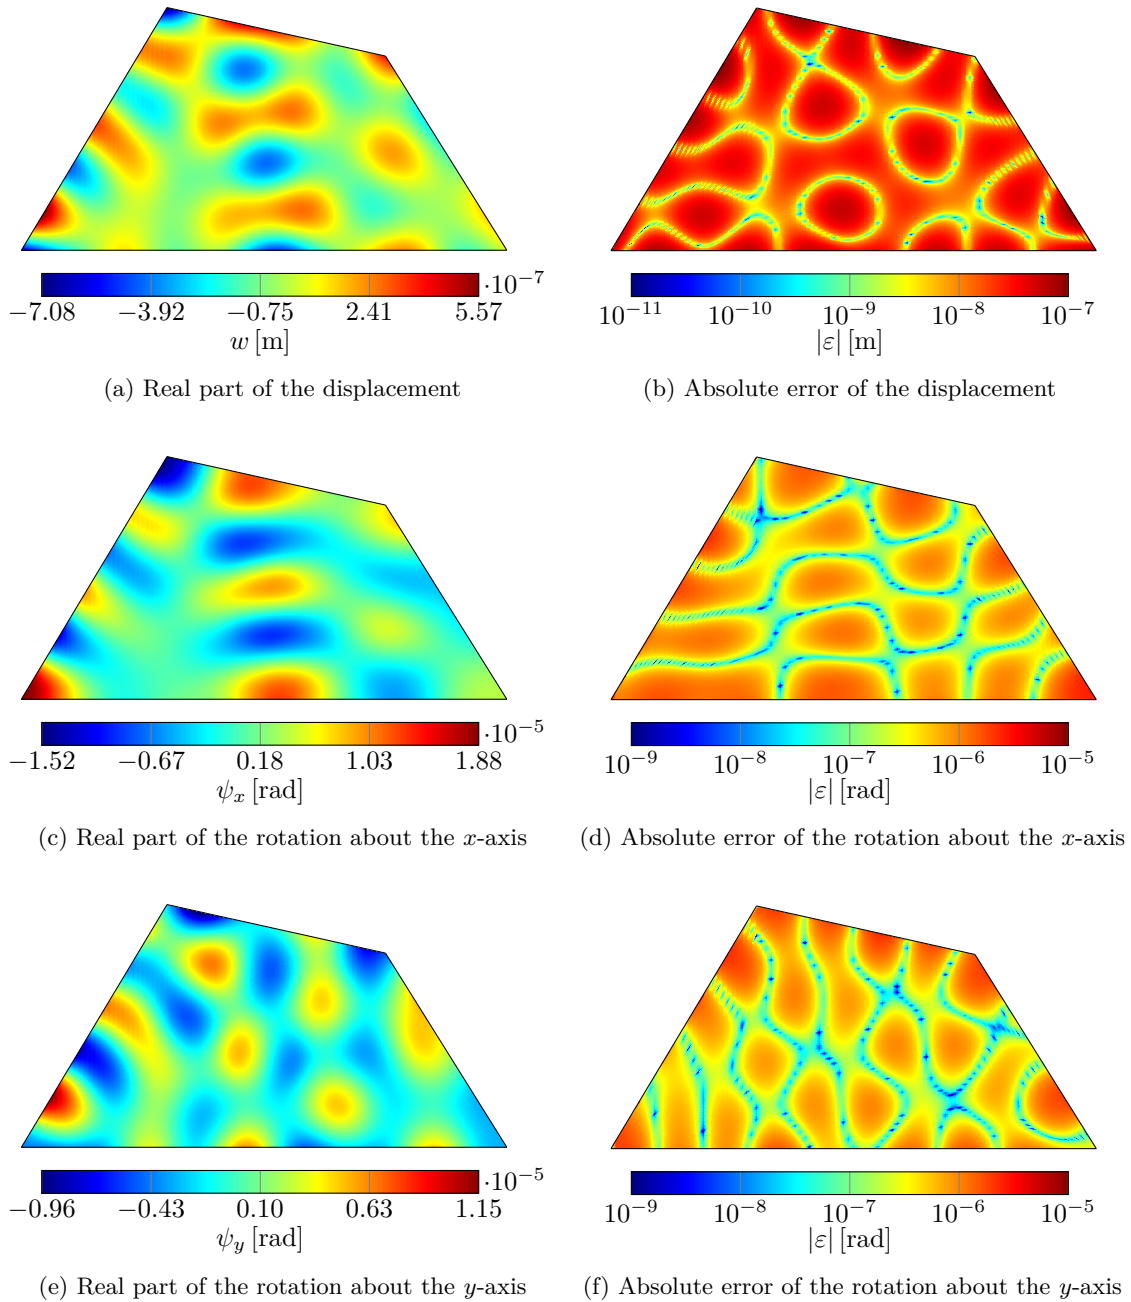 −7.08 −3.92 −0.75 2.41 5.57 ·10⁻⁷
w [m]
10⁻¹¹ 10⁻¹⁰ 10⁻⁹ 10⁻⁸ 10⁻⁷
|ε| [m]
(a) Real part of the displacement
(b) Absolute error of the displacement
−1.52 −0.67 0.18 1.03 1.88 ·10⁻⁵
ψₓ [rad]
10⁻⁹ 10⁻⁸ 10⁻⁷ 10⁻⁶ 10⁻⁵
|ε| [rad]
(c) Real part of the rotation about the x-axis
(d) Absolute error of the rotation about the x-axis
−0.96 −0.43 0.10 0.63 1.15 ·10⁻⁵
ψ_y [rad]
10⁻⁹ 10⁻⁸ 10⁻⁷ 10⁻⁶ 10⁻⁵
|ε| [rad]
(e) Real part of the rotation about the y-axis
(f) Absolute error of the rotation about the y-axis